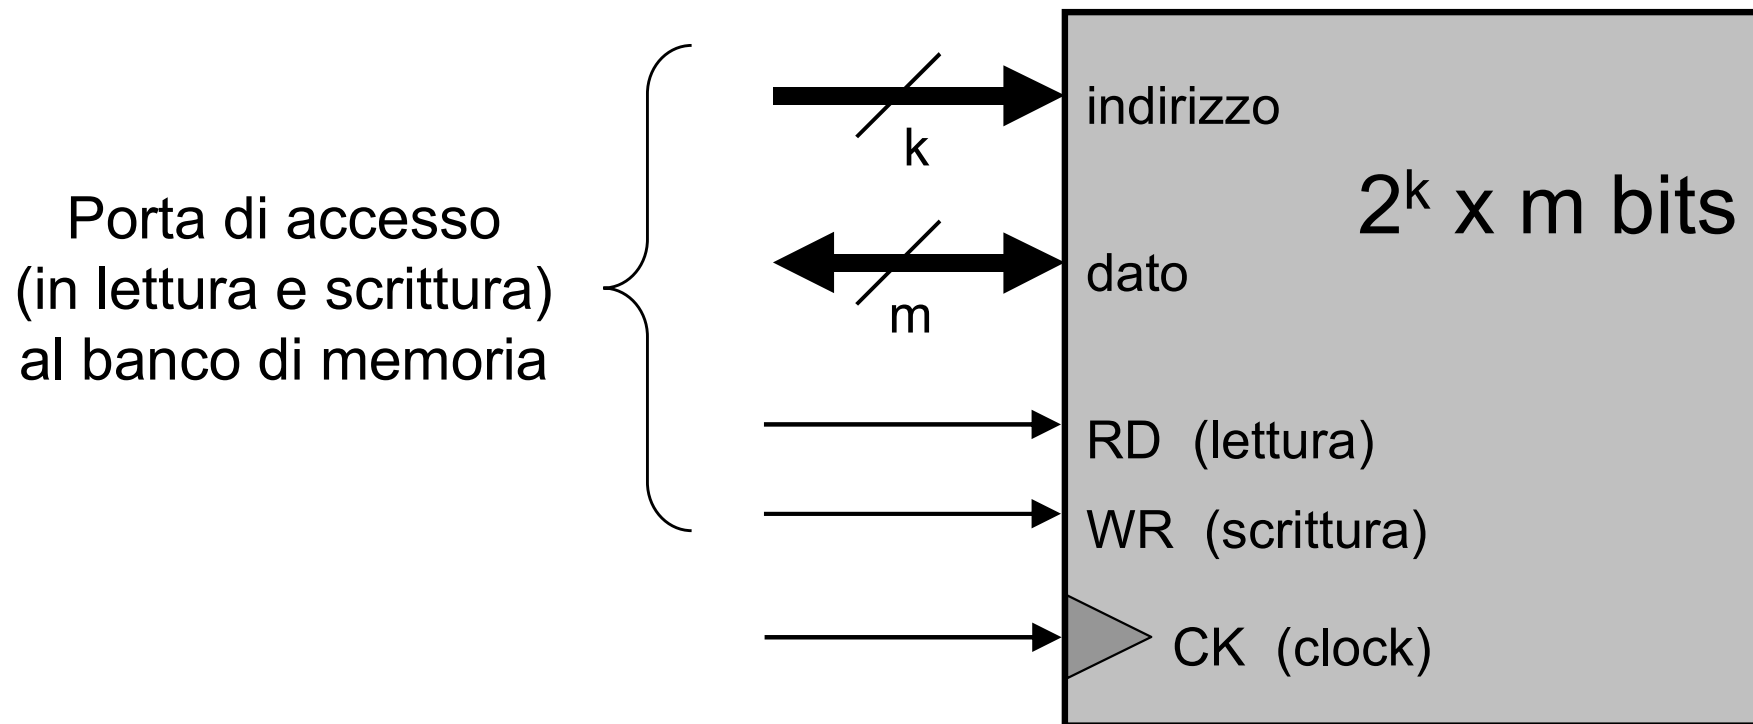 Porta di accesso
(in lettura e scrittura)
al banco di memoria
k
m
indirizzo
2ᵏ x m bits
dato
RD (lettura)
WR (scrittura)
CK (clock)